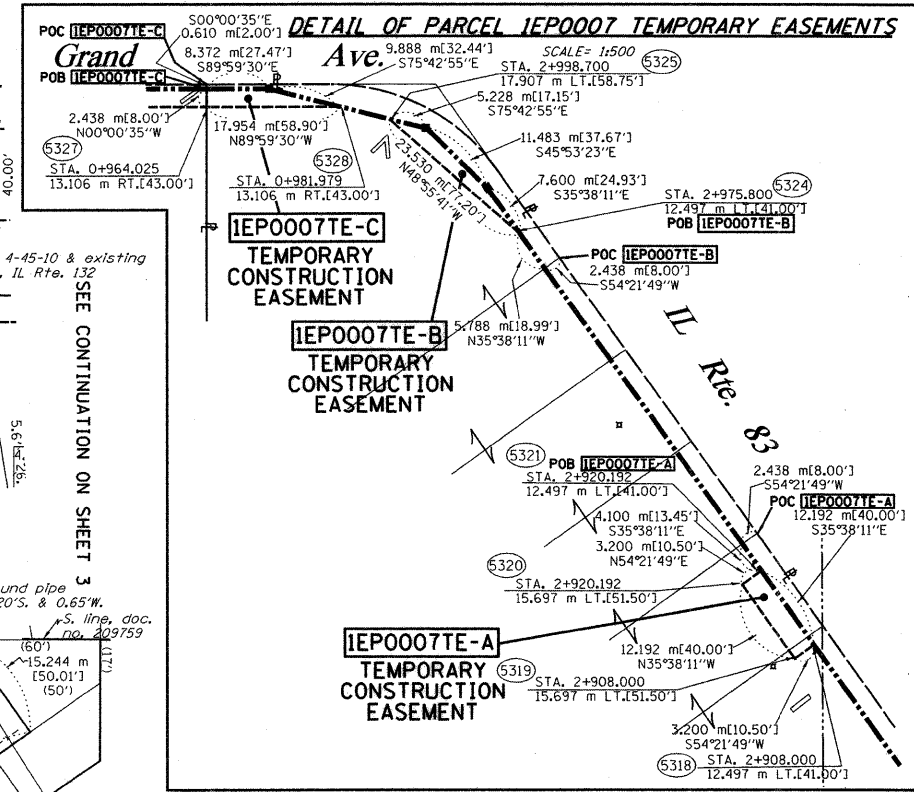 DETAIL OF PARCEL 1EP0007 TEMPORARY EASEMENTS
SCALE= 1:500
POC 1EP0007TE-C
S00°00'35"E
0.610 m[2.00']
Grand Ave.
8.372 m[27.47']
S89°59'30"E
9.888 m[32.44']
S75°42'55"E
POB 1EP0007TE-C
STA. 2+998.700
17.907 m LT.[58.75']
5325
5.228 m[17.15']
S75°42'55"E
2.438 m[8.00']
N00°00'35"W
17.954 m[58.90']
N89°59'30"W
11.483 m[37.67']
S45°53'23"E
5327
STA. 0+964.025
13.106 m RT.[43.00']
5328
STA. 0+981.979
13.106 m RT.[43.00']
23.530 m[77.20']
N48°55'41"W
7.600 m[24.93']
S35°38'11"E
STA. 2+975.800
12.497 m LT.[41.00']
5324
POB 1EP0007TE-B
1EP0007TE-C
TEMPORARY
CONSTRUCTION
EASEMENT
POC 1EP0007TE-B
2.438 m[8.00']
S54°21'49"W
5.788 m[18.99']
N35°38'11"W
1EP0007TE-B
TEMPORARY
CONSTRUCTION
EASEMENT
IL Rte. 83
5321
POB 1EP0007TE-A
STA. 2+920.192
12.497 m LT.[41.00']
2.438 m[8.00']
S54°21'49"W
POC 1EP0007TE-A
12.192 m[40.00']
S35°38'11"E
4.100 m[13.45']
S35°38'11"E
3.200 m[10.50']
N54°21'49"E
5320
STA. 2+920.192
15.697 m LT.[51.50']
1EP0007TE-A
TEMPORARY
CONSTRUCTION
EASEMENT
12.192 m[40.00']
N35°38'11"W
5319
STA. 2+908.000
15.697 m LT.[51.50']
3.200 m[10.50']
S54°21'49"W
5318
STA. 2+908.000
12.497 m LT.[41.00']
40.00'
4-45-10 & existing
IL Rte. 132
SEE CONTINUATION ON SHEET 3
und pipe
20'S. & 0.65'W.
S. line, doc.
no. 209759
(60')
(17')
15.244 m
[50.01']
(50')